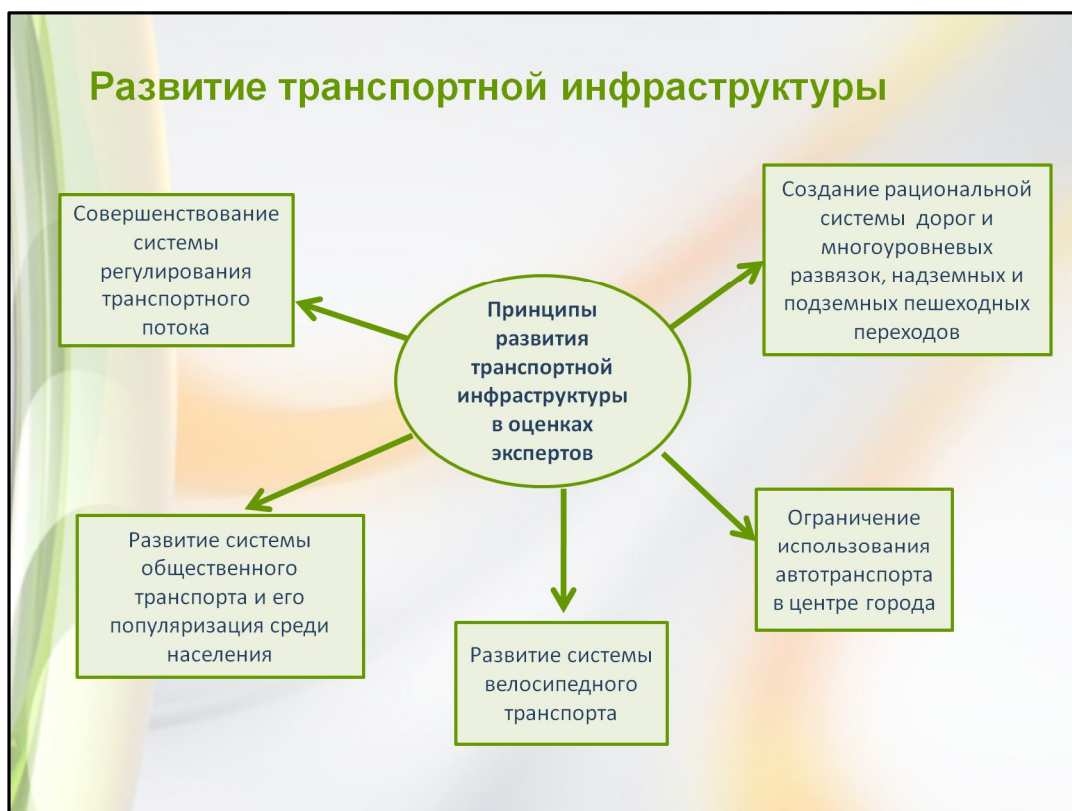 Развитие транспортной инфраструктуры
Совершенствование
системы
регулирования
транспортного
потока
Создание рациональной
системы дорог и
многоуровневых
развязок, надземных и
подземных пешеходных
переходов
Принципы
развития
транспортной
инфраструктуры
в оценках
экспертов
Развитие системы
общественного
транспорта и его
популяризация среди
населения
Развитие системы
велосипедного
транспорта
Ограничение
использования
автотранспорта
в центре города